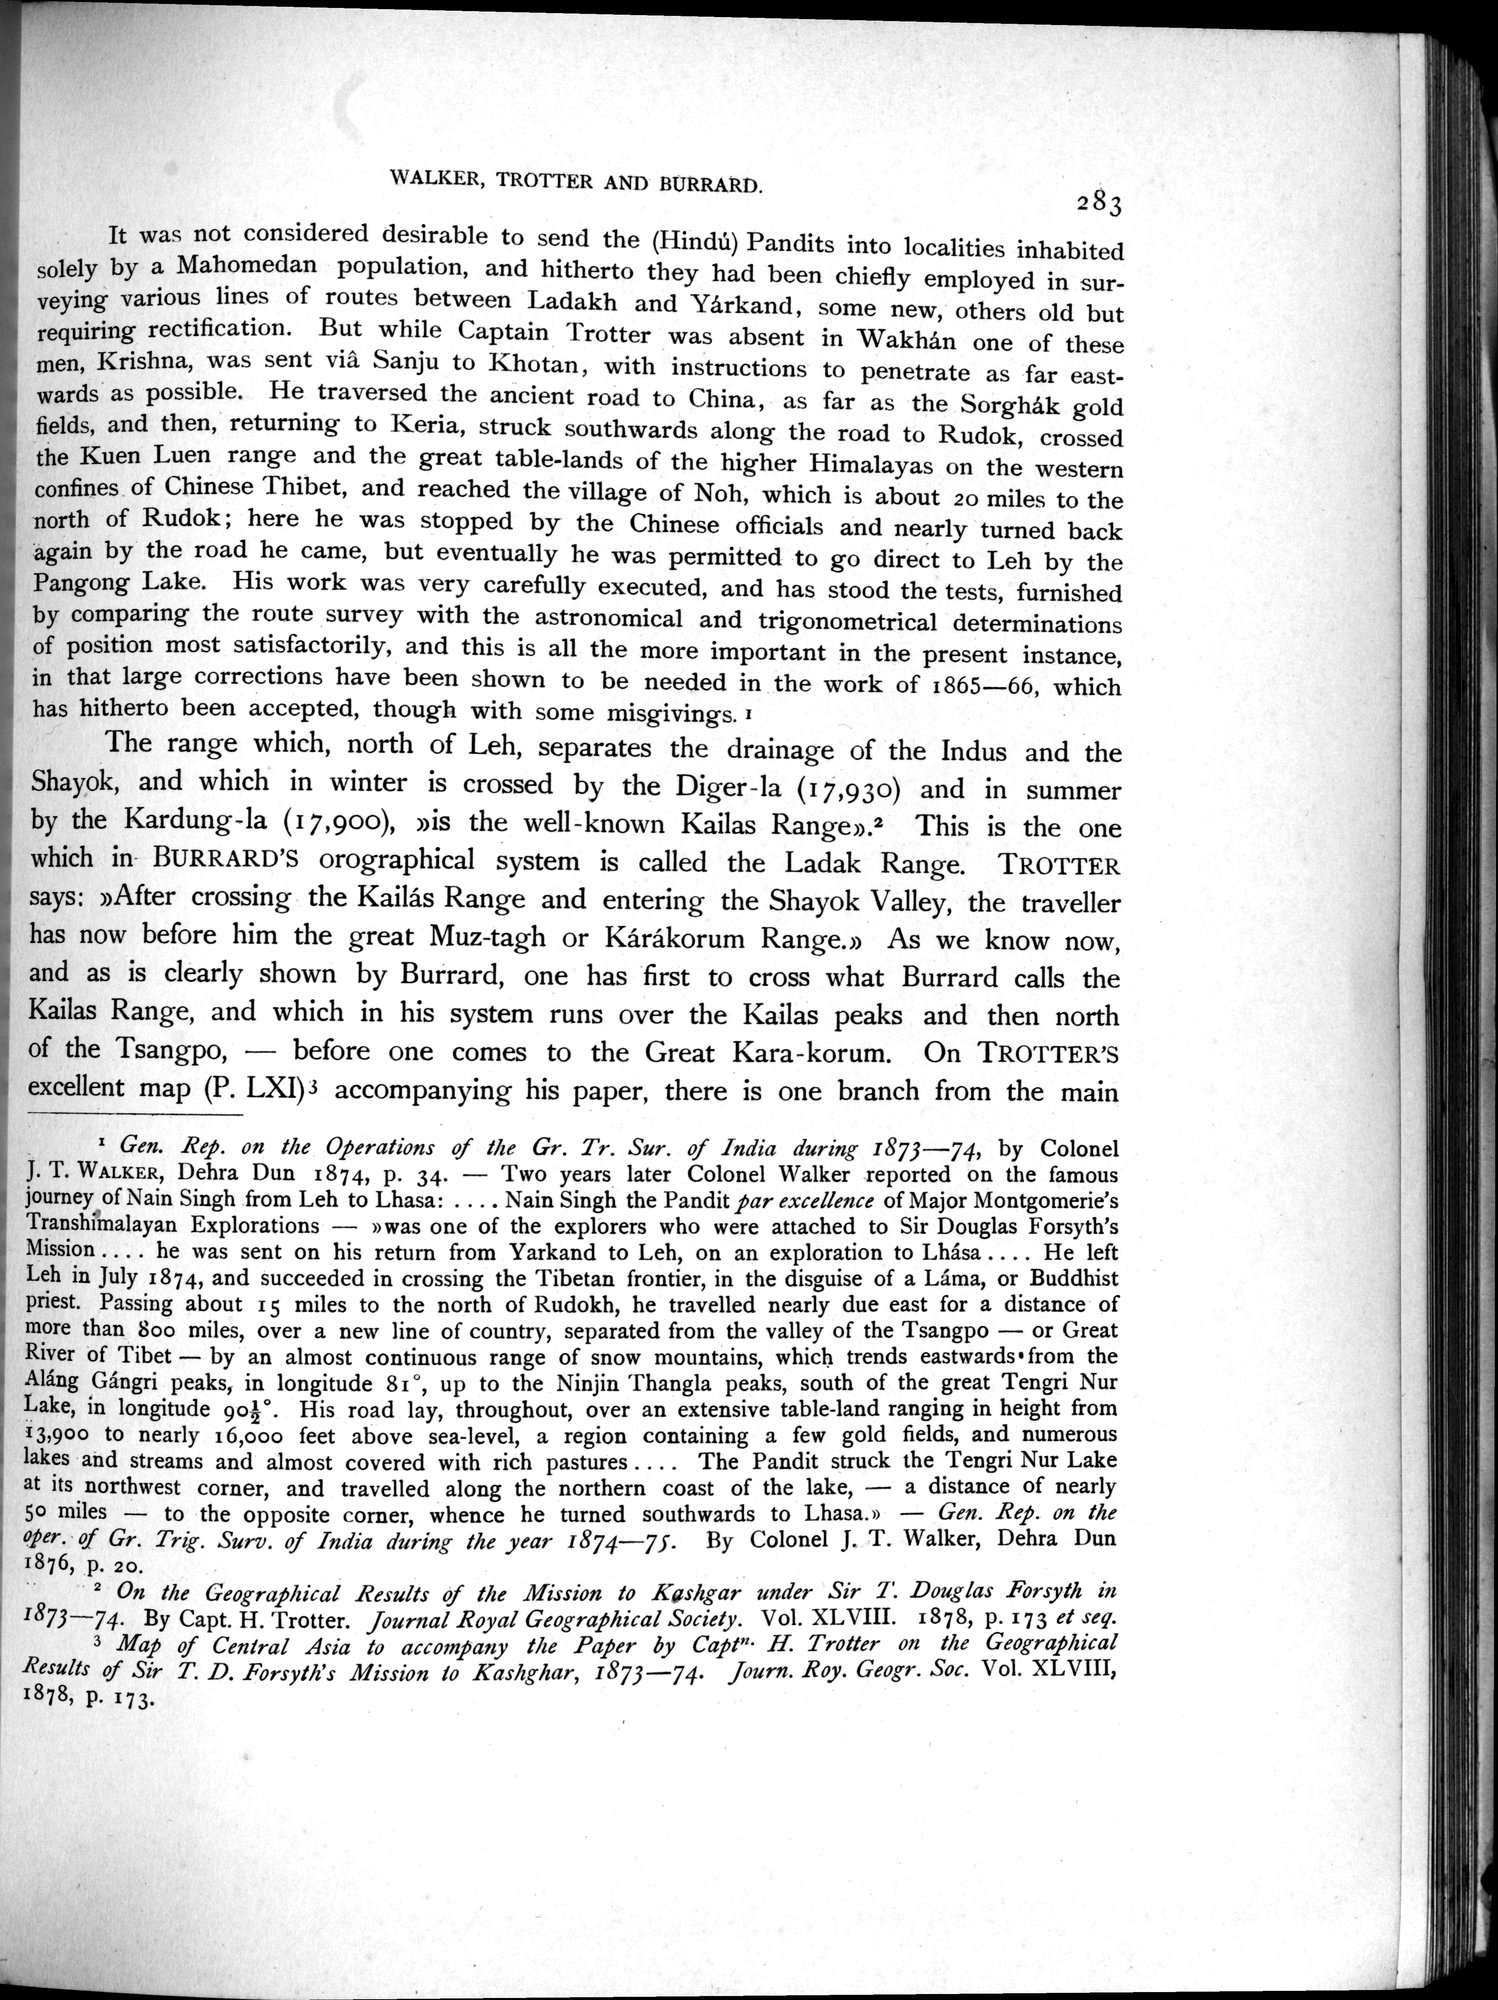 WALKER, TROTTER AND BURRARD.
283
It was not considered desirable to send the (Hindú) Pandits into localities inhabited
solely by a Mahomedan population, and hitherto they had been chiefly employed in sur-
veying various lines of routes between Ladakh and Yárkand, some new, others old but
requiring rectification. But while Captain Trotter was absent in Wakhán one of these
men, Krishna, was sent viâ Sanju to Khotan, with instructions to penetrate as far east-
wards as possible. He traversed the ancient road to China, as far as the Sorghák gold
fields, and then, returning to Keria, struck southwards along the road to Rudok, crossed
the Kuen Luen range and the great table-lands of the higher Himalayas on the western
confines of Chinese Thibet, and reached the village of Noh, which is about 20 miles to the
north of Rudok; here he was stopped by the Chinese officials and nearly turned back
again by the road he came, but eventually he was permitted to go direct to Leh by the
Pangong Lake. His work was very carefully executed, and has stood the tests, furnished
by comparing the route survey with the astronomical and trigonometrical determinations
of position most satisfactorily, and this is all the more important in the present instance,
in that large corrections have been shown to be needed in the work of 1865—66, which
has hitherto been accepted, though with some misgivings. ¹
The range which, north of Leh, separates the drainage of the Indus and the
Shayok, and which in winter is crossed by the Diger-la (17,930) and in summer
by the Kardung-la (17,900), »is the well-known Kailas Range».² This is the one
which in BURRARD'S orographical system is called the Ladak Range. TROTTER
says: »After crossing the Kailás Range and entering the Shayok Valley, the traveller
has now before him the great Muz-tagh or Kárákorum Range.» As we know now,
and as is clearly shown by Burrard, one has first to cross what Burrard calls the
Kailas Range, and which in his system runs over the Kailas peaks and then north
of the Tsangpo, — before one comes to the Great Kara-korum. On TROTTER'S
excellent map (P. LXI)³ accompanying his paper, there is one branch from the main
¹ Gen. Rep. on the Operations of the Gr. Tr. Sur. of India during 1873—74, by Colonel
J. T. WALKER, Dehra Dun 1874, p. 34. — Two years later Colonel Walker reported on the famous
journey of Nain Singh from Leh to Lhasa: .... Nain Singh the Pandit par excellence of Major Montgomerie's
Transhimalayan Explorations — »was one of the explorers who were attached to Sir Douglas Forsyth's
Mission .... he was sent on his return from Yarkand to Leh, on an exploration to Lhása .... He left
Leh in July 1874, and succeeded in crossing the Tibetan frontier, in the disguise of a Láma, or Buddhist
priest. Passing about 15 miles to the north of Rudokh, he travelled nearly due east for a distance of
more than 800 miles, over a new line of country, separated from the valley of the Tsangpo — or Great
River of Tibet — by an almost continuous range of snow mountains, which trends eastwards from the
Aláng Gángri peaks, in longitude 81°, up to the Ninjin Thangla peaks, south of the great Tengri Nur
Lake, in longitude 90½°. His road lay, throughout, over an extensive table-land ranging in height from
13,900 to nearly 16,000 feet above sea-level, a region containing a few gold fields, and numerous
lakes and streams and almost covered with rich pastures .... The Pandit struck the Tengri Nur Lake
at its northwest corner, and travelled along the northern coast of the lake, — a distance of nearly
50 miles — to the opposite corner, whence he turned southwards to Lhasa.» — Gen. Rep. on the
oper. of Gr. Trig. Surv. of India during the year 1874—75. By Colonel J. T. Walker, Dehra Dun
1876, p. 20.
² On the Geographical Results of the Mission to Kashgar under Sir T. Douglas Forsyth in
1873—74. By Capt. H. Trotter. Journal Royal Geographical Society. Vol. XLVIII. 1878, p. 173 et seq.
³ Map of Central Asia to accompany the Paper by Captⁿ. H. Trotter on the Geographical
Results of Sir T. D. Forsyth's Mission to Kashghar, 1873—74. Journ. Roy. Geogr. Soc. Vol. XLVIII,
1878, p. 173.